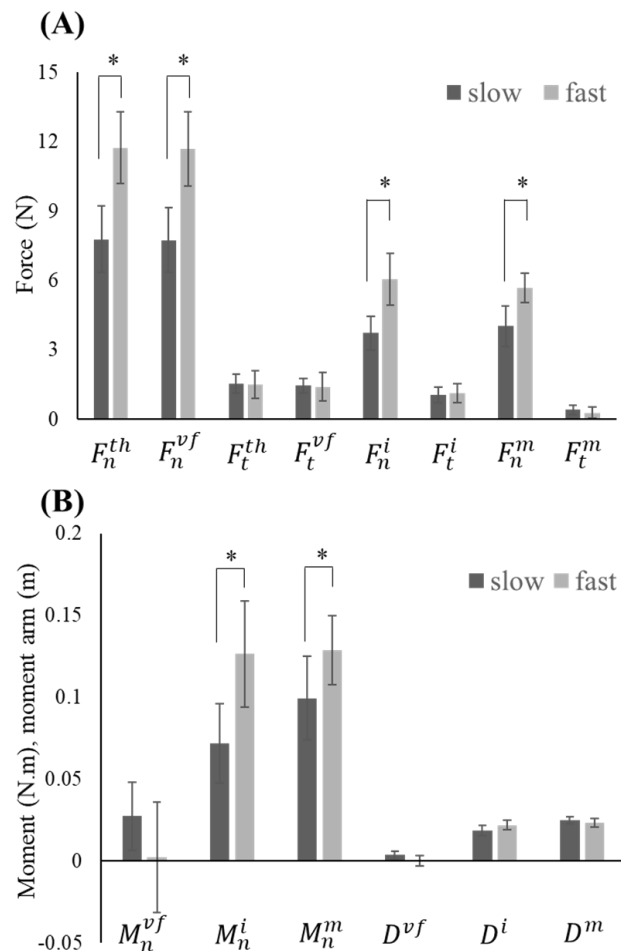 (A)
* *
15
slow fast
12
* *
9
Force (N)
6
3
0
F_n^{th} F_n^{vf} F_t^{th} F_t^{vf} F_n^i F_t^i F_n^m F_t^m
(B)
0.2
* *
slow fast
0.15
Moment (N.m), moment arm (m)
0.1
0.05
0
-0.05
M_n^{vf} M_n^i M_n^m D^{vf} D^i D^m